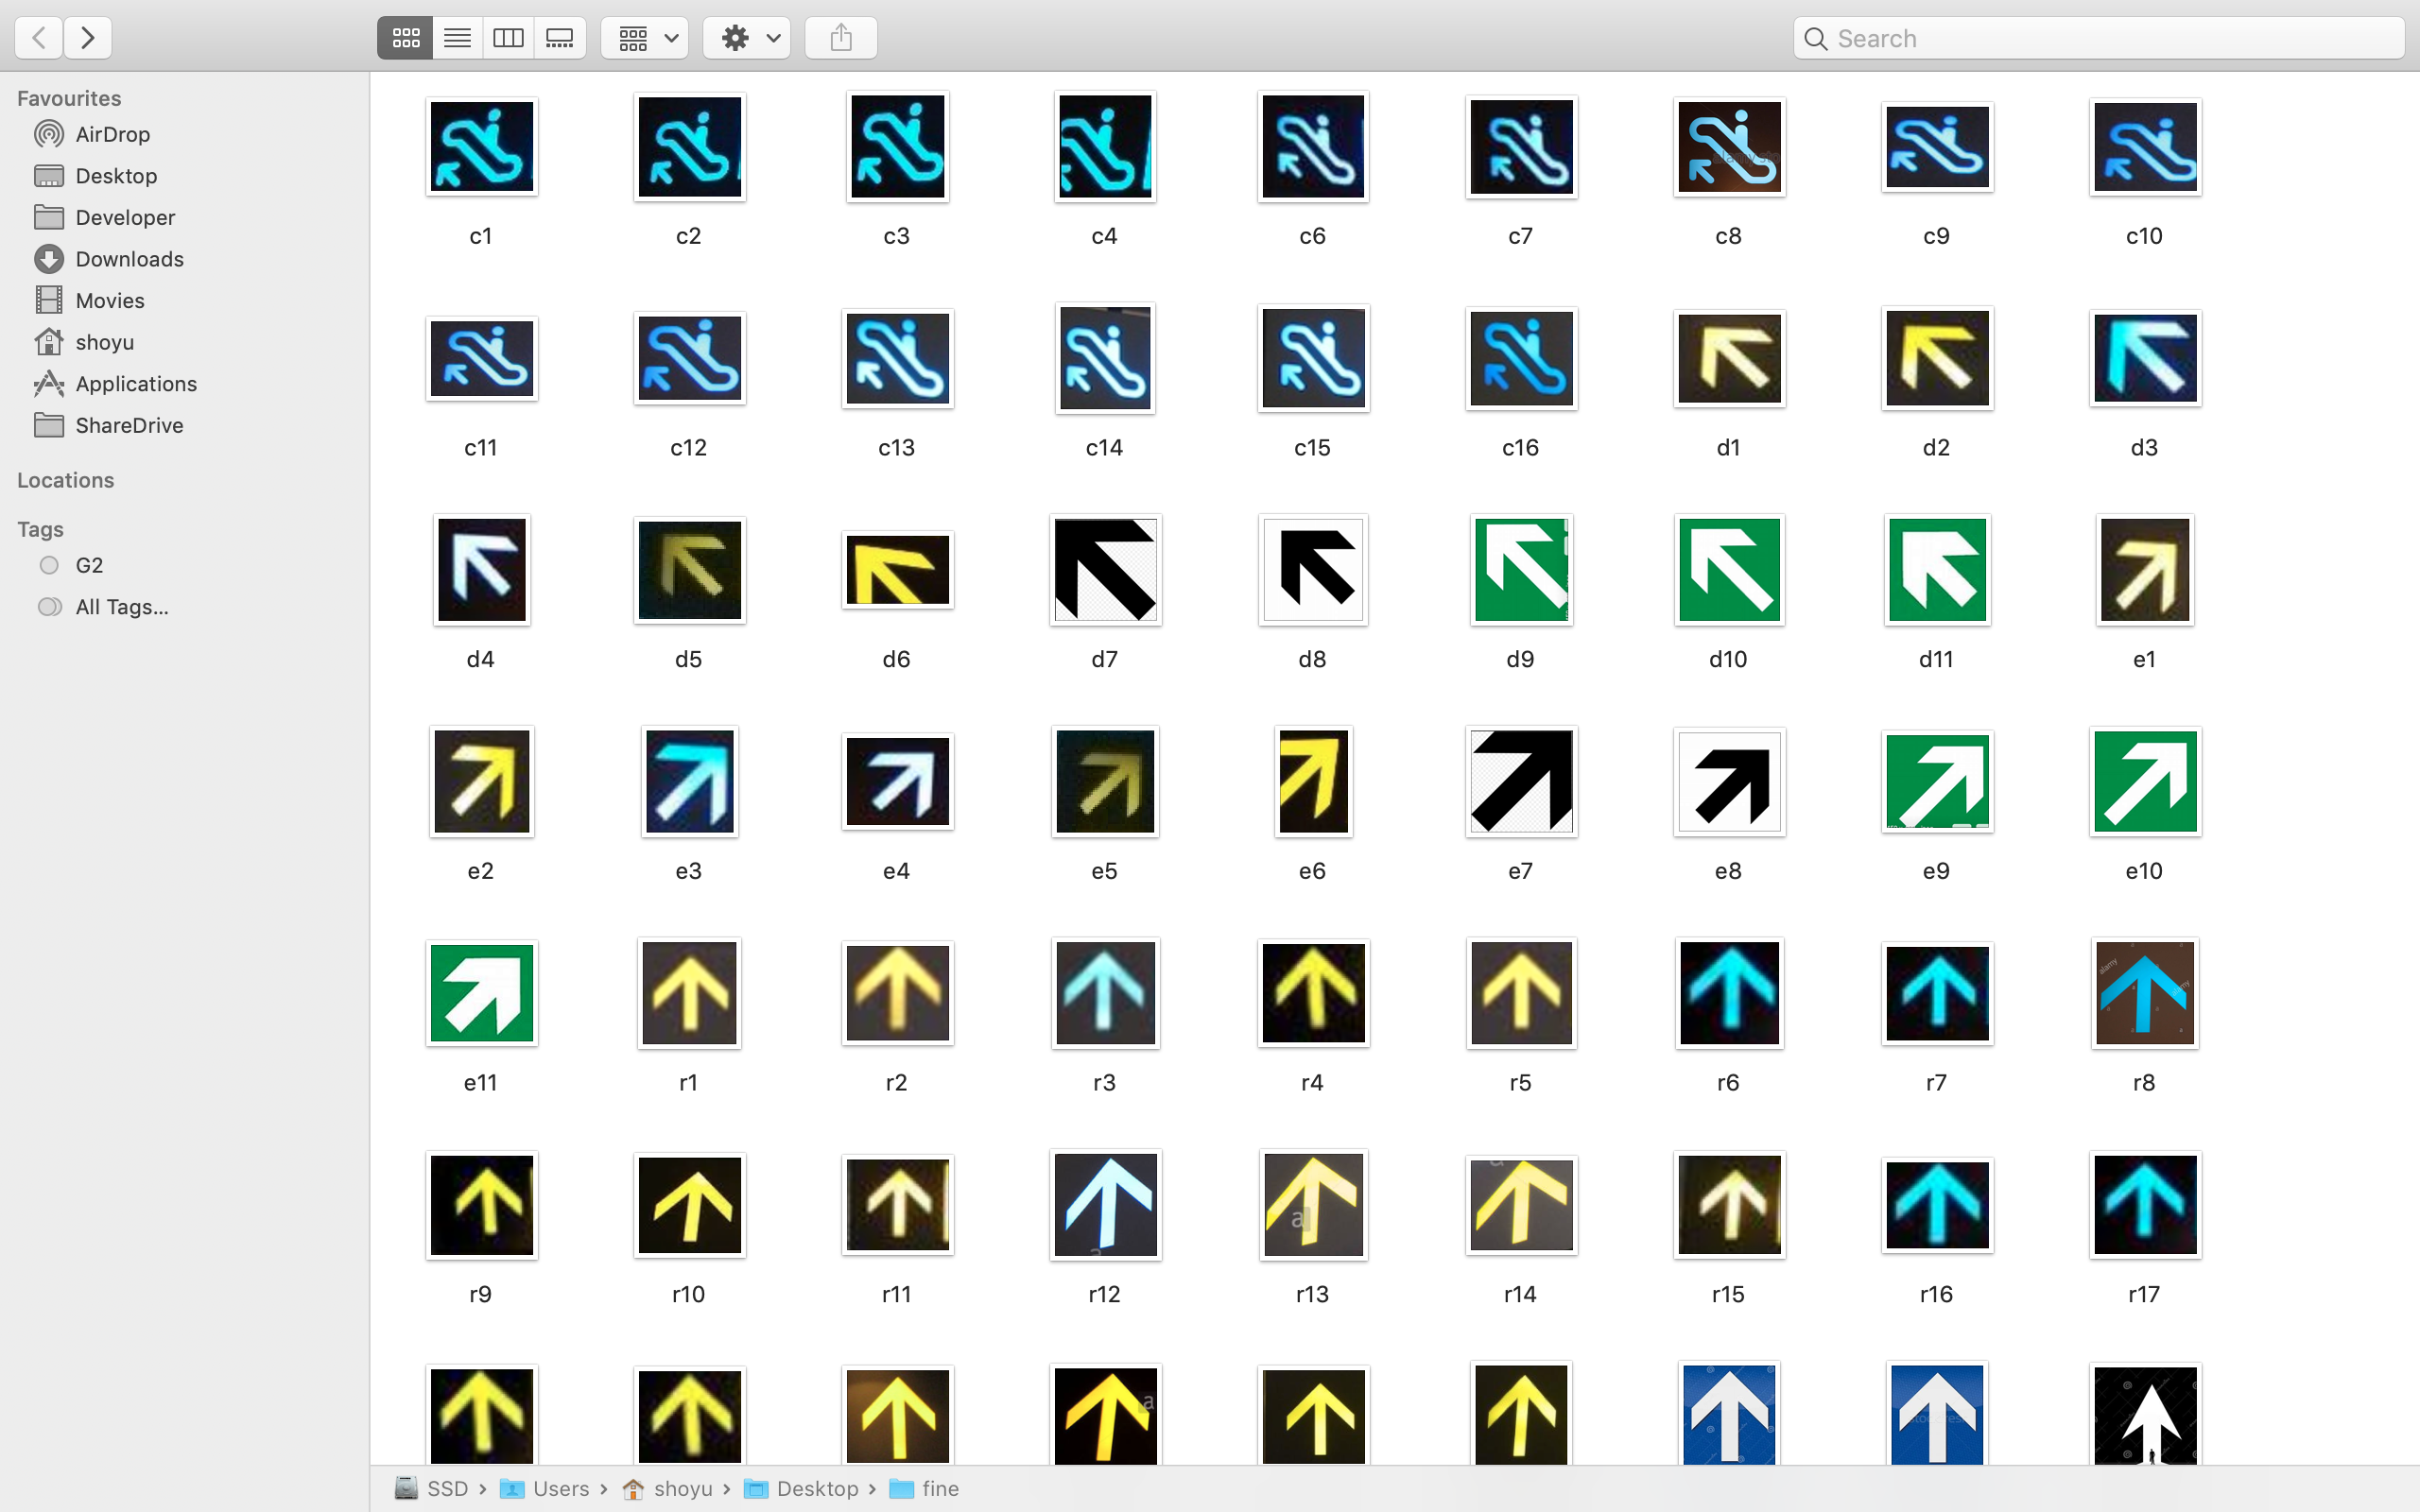 Search
Favourites
AirDrop
Desktop
Developer
Downloads
Movies
shoyu
Applications
ShareDrive
Locations
Tags
G2
All Tags...
c1 c2 c3 c4 c6 c7 c8 c9 c10
c11 c12 c13 c14 c15 c16 d1 d2 d3
d4 d5 d6 d7 d8 d9 d10 d11 e1
e2 e3 e4 e5 e6 e7 e8 e9 e10
e11 r1 r2 r3 r4 r5 r6 r7 r8
r9 r10 r11 r12 r13 r14 r15 r16 r17
SSD › Users › shoyu › Desktop › fine